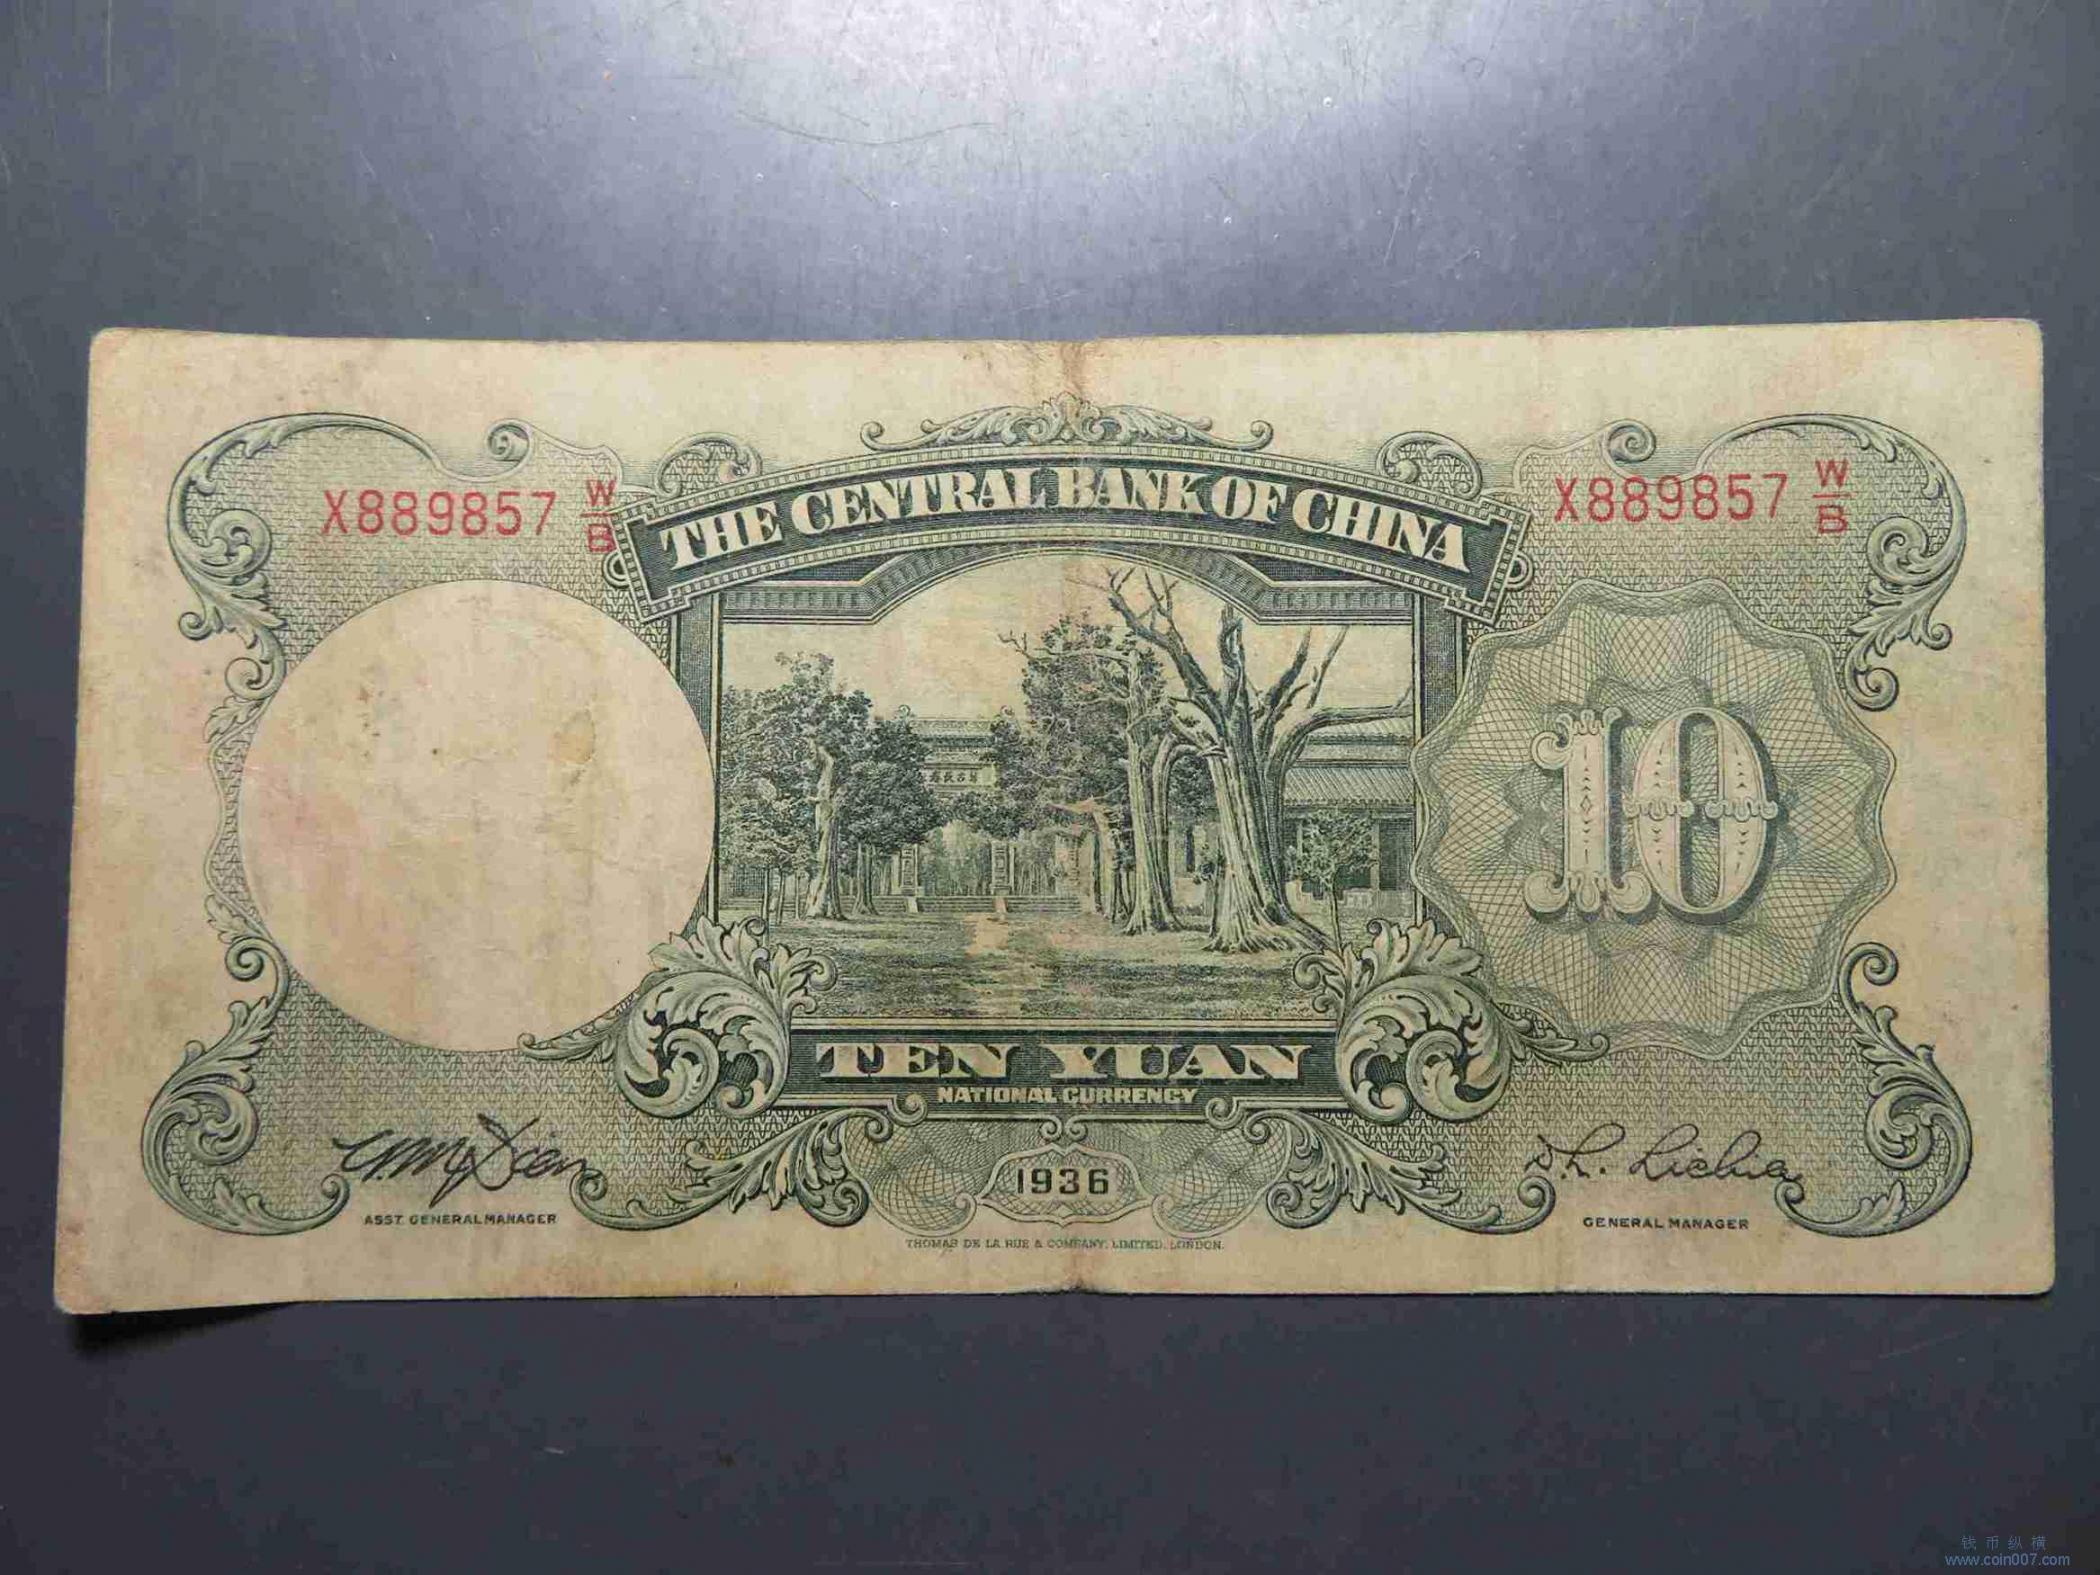 X889857 W/B
THE CENTRAL BANK OF CHINA
X889857 W/B
10
TEN YUAN
NATIONAL CURRENCY
ASST. GENERAL MANAGER
1936
GENERAL MANAGER
THOMAS DE LA RUE & COMPANY, LIMITED, LONDON.
钱币纵横
www.coin007.com